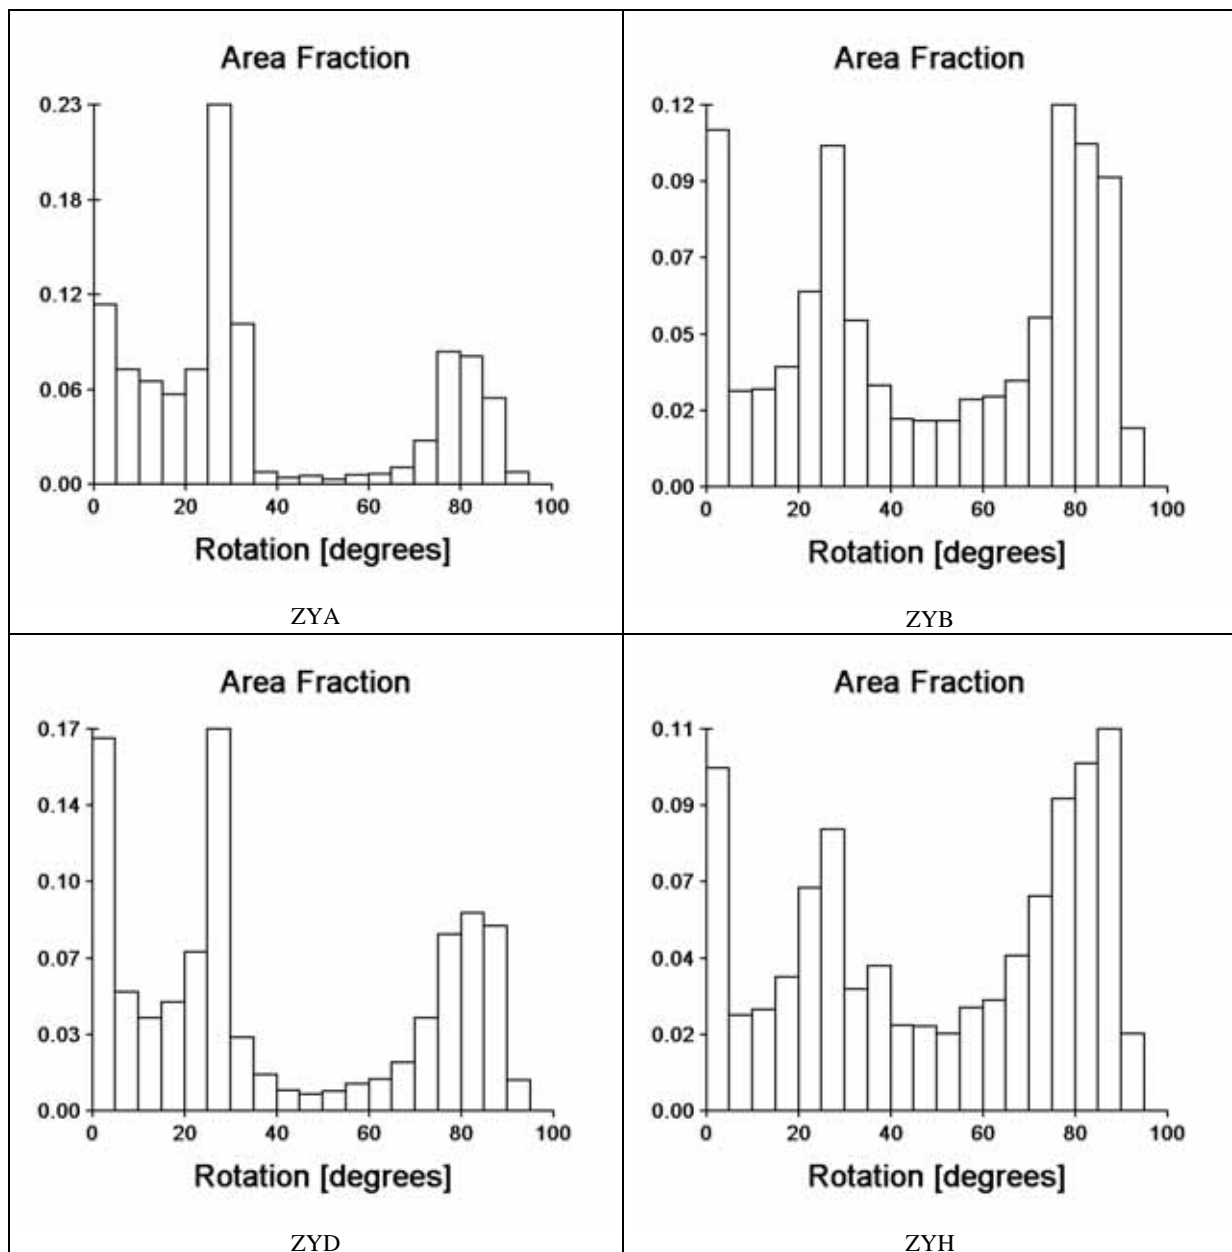 Area Fraction
0.23
0.18
0.12
0.06
0.00
0 20 40 60 80 100
Rotation [degrees]
ZYA
Area Fraction
0.12
0.09
0.07
0.05
0.02
0.00
0 20 40 60 80 100
Rotation [degrees]
ZYB
Area Fraction
0.17
0.14
0.10
0.07
0.03
0.00
0 20 40 60 80 100
Rotation [degrees]
ZYD
Area Fraction
0.11
0.09
0.07
0.04
0.02
0.00
0 20 40 60 80 100
Rotation [degrees]
ZYH